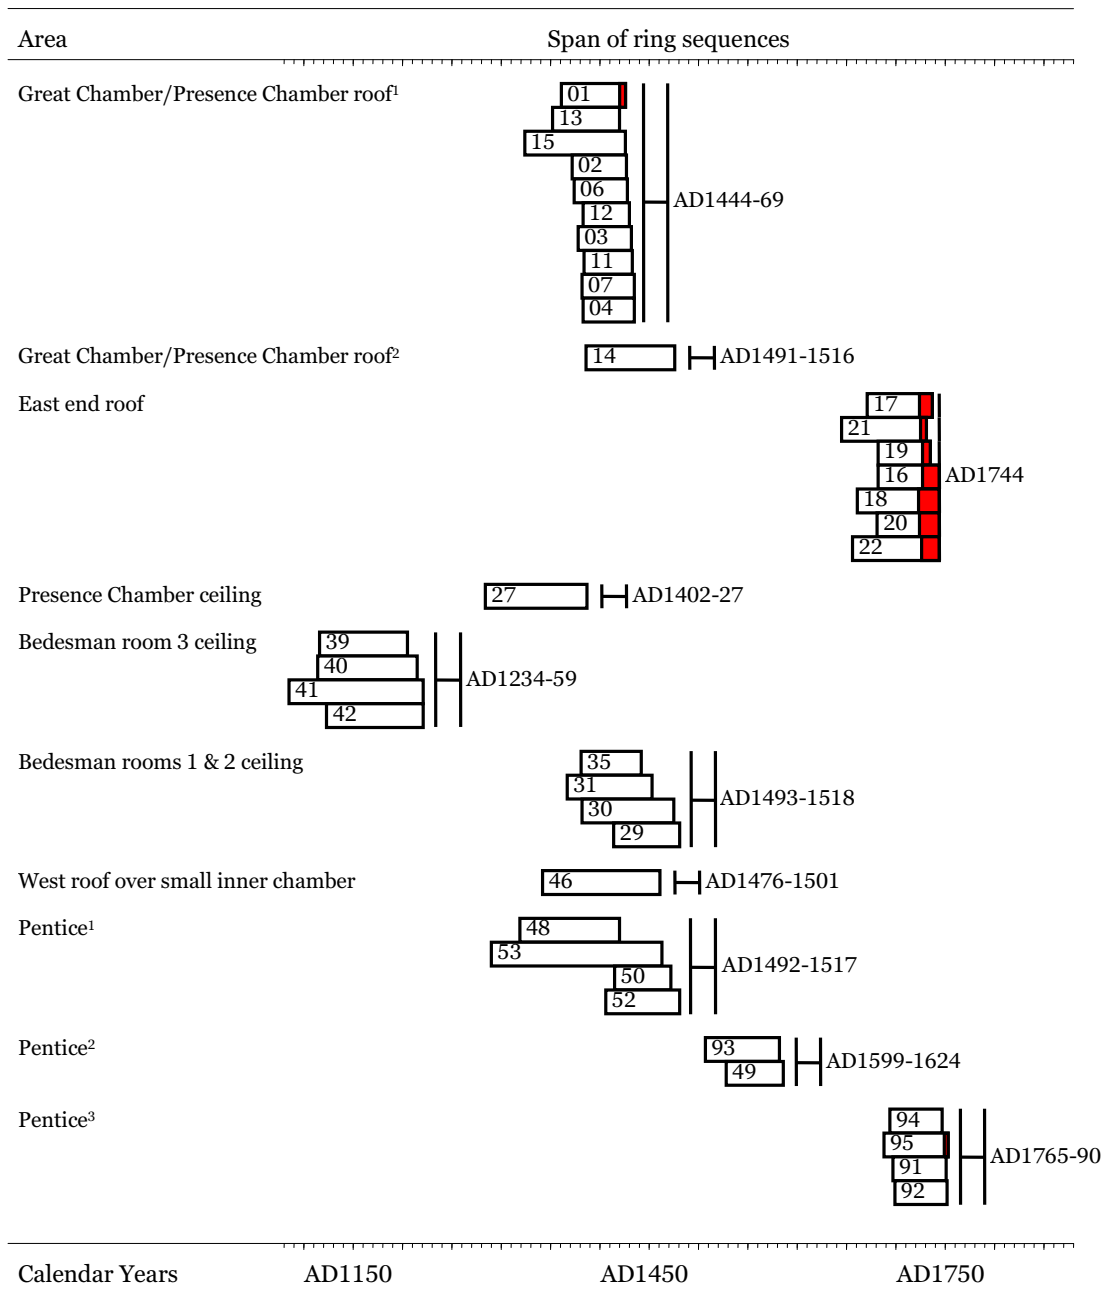 Area Span of ring sequences
Great Chamber/Presence Chamber roof¹ 01
13
15
02
06
12 AD1444-69
03
11
07
04
Great Chamber/Presence Chamber roof² 14 AD1491-1516
East end roof 17
21
19
16 AD1744
18
20
22
Presence Chamber ceiling 27 AD1402-27
Bedesman room 3 ceiling 39
40
41 AD1234-59
42
Bedesman rooms 1 & 2 ceiling 35
31
30 AD1493-1518
29
West roof over small inner chamber 46 AD1476-1501
Pentice¹ 48
53
50 AD1492-1517
52
Pentice² 93
49 AD1599-1624
Pentice³ 94
95
91 AD1765-90
92
Calendar Years AD1150 AD1450 AD1750